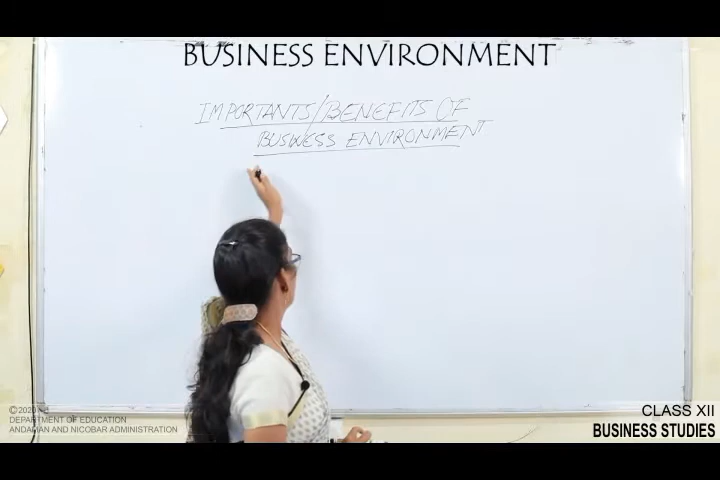 BUSINESS ENVIRONMENT
IMPORTANTS/BENEFITS OF
BUSINESS ENVIRONMENT
©2020
DEPARTMENT OF EDUCATION
ANDAMAN AND NICOBAR ADMINISTRATION
CLASS XII
BUSINESS STUDIES